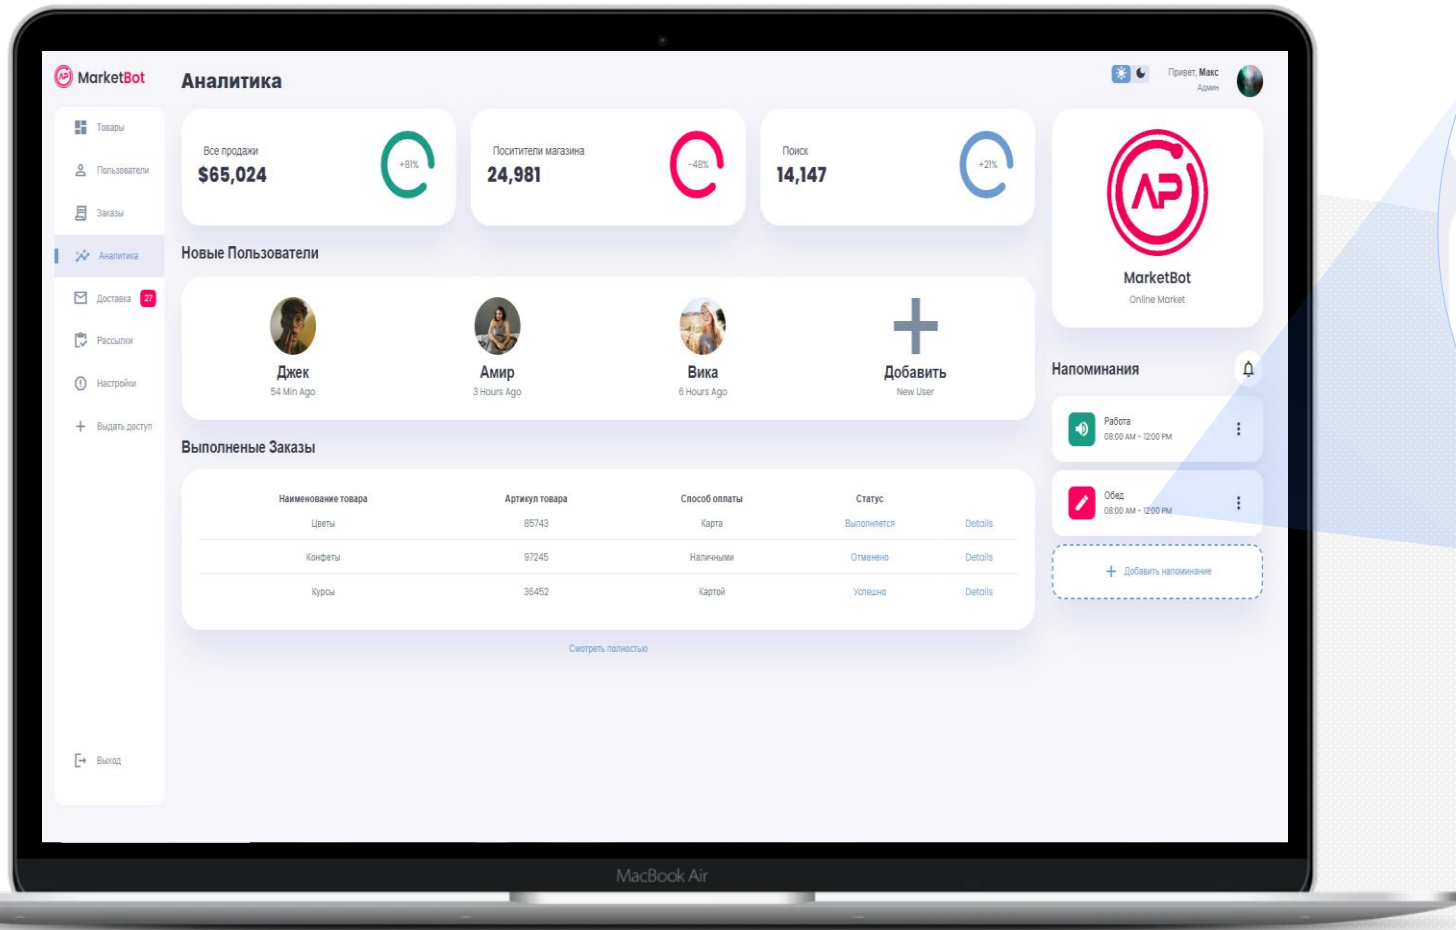 MarketBot
Аналитика
Привет, Макс
Админ
Товары
Пользователи
Заказы
Аналитика
Доставка 27
Рассылки
Настройки
Выдать доступ
Выход
Все продажи
$65,024
+81%
Поситители магазина
24,981
-48%
Поиск
14,147
+21%
AP
MarketBot
Online Market
Новые Пользователи
Джек
54 Min Ago
Амир
3 Hours Ago
Вика
6 Hours Ago
Добавить
New User
Напоминания
Работа
08:00 AM - 12:00 PM
Обед
08:00 AM - 12:00 PM
Добавить напоминание
Выполненые Заказы
Наименование товара Артикул товара Способ оплаты Статус
Цветы 85743 Карта Выполняется Details
Конфеты 97245 Наличными Отменено Details
Курсы 36452 Картой Успешно Details
Смотреть полностью
MacBook Air